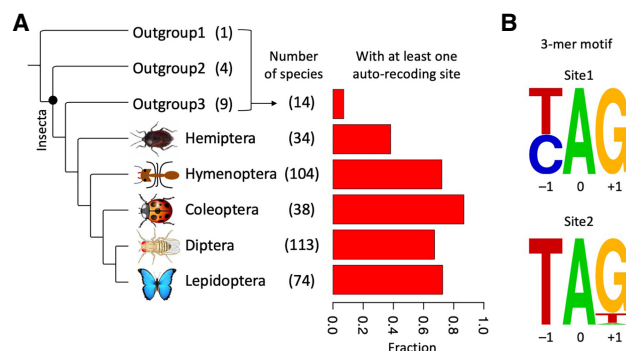 A
Outgroup1 (1)
Outgroup2 (4)
Outgroup3 (9)
Insecta
Number
of species
(14)
Hemiptera (34)
Hymenoptera (104)
Coleoptera (38)
Diptera (113)
Lepidoptera (74)
With at least one
auto-recoding site
0.0 0.2 0.4 0.6 0.8 1.0
Fraction
B
3-mer motif
Site1
T
CAG
−1 0 +1
Site2
TAG
T
−1 0 +1